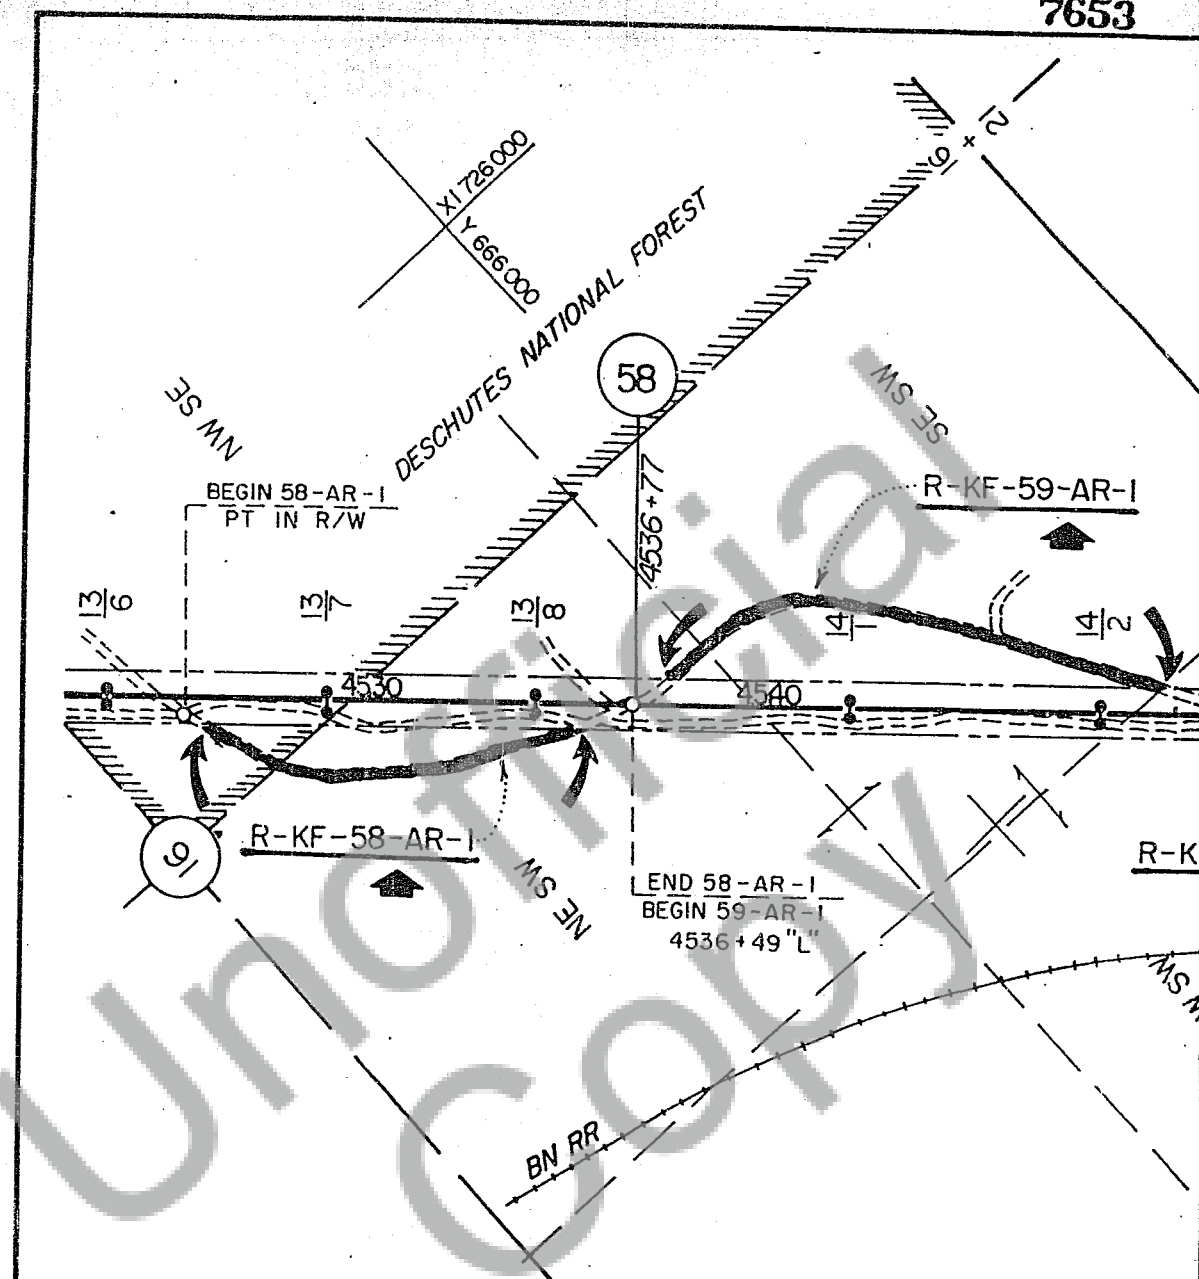 7653
X1726000
Y 666000
DESCHUTES NATIONAL FOREST
58
4536+77
NW SE
SE SW
BEGIN 58-AR-1
PT IN R/W
R-KF-59-AR-1
13/6
13/7
13/8
14/1
14/2
4530
4540
R-KF-58-AR-1
NE SW
END 58-AR-1
BEGIN 59-AR-1
4536+49 "L"
R-K
BN RR
Unofficial
Copy